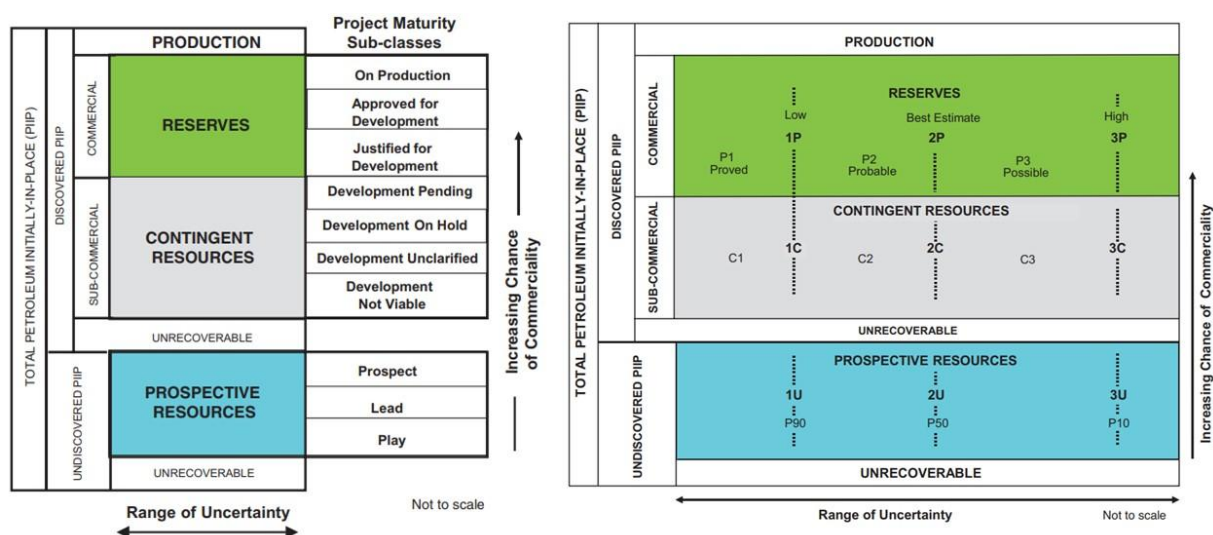 Project Maturity
Sub-classes
PRODUCTION
TOTAL PETROLEUM INITIALLY-IN-PLACE (PIIP)
DISCOVERED PIIP
COMMERCIAL
RESERVES
On Production
Approved for
Development
Justified for
Development
SUB-COMMERCIAL
CONTINGENT
RESOURCES
Development Pending
Development On Hold
Development Unclarified
Development
Not Viable
UNRECOVERABLE
UNDISCOVERED PIIP
PROSPECTIVE
RESOURCES
Prospect
Lead
Play
UNRECOVERABLE
Increasing Chance
of Commerciality
Not to scale
Range of Uncertainty
PRODUCTION
TOTAL PETROLEUM INITIALLY-IN-PLACE (PIIP)
DISCOVERED PIIP
COMMERCIAL
RESERVES
Low
Best Estimate
High
1P
2P
3P
P1
Proved
P2
Probable
P3
Possible
SUB-COMMERCIAL
CONTINGENT RESOURCES
1C
2C
3C
C1
C2
C3
UNRECOVERABLE
UNDISCOVERED PIIP
PROSPECTIVE RESOURCES
1U
2U
3U
P90
P50
P10
UNRECOVERABLE
Increasing Chance of Commerciality
Range of Uncertainty
Not to scale